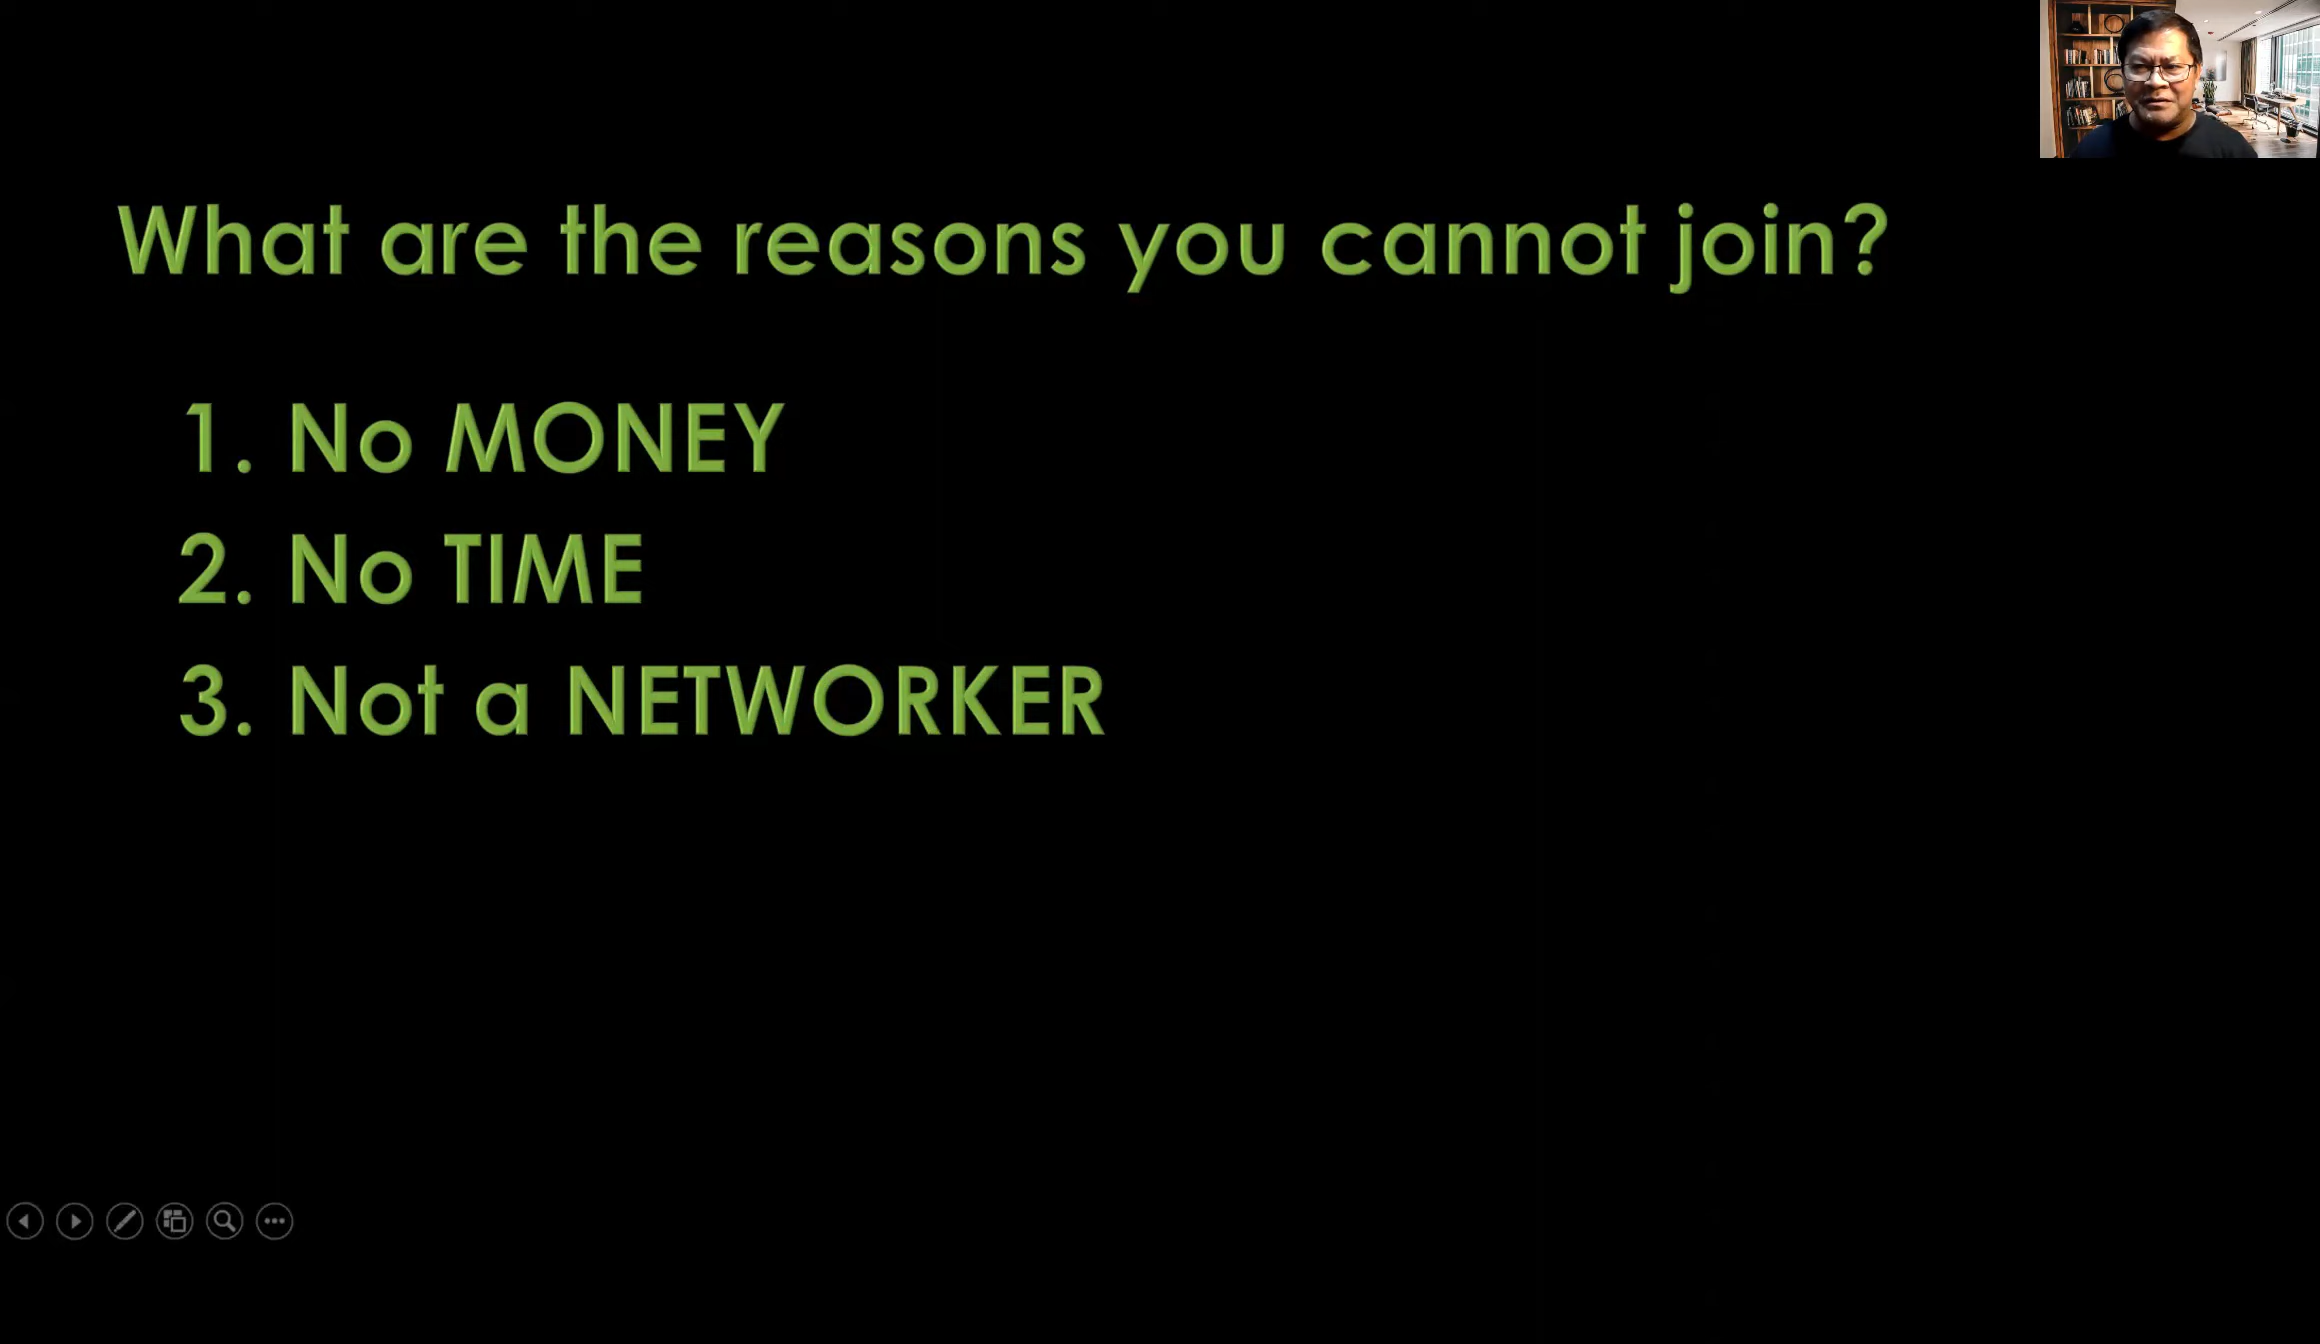 What are the reasons you cannot join?
1. No MONEY
2. No TIME
3. Not a NETWORKER